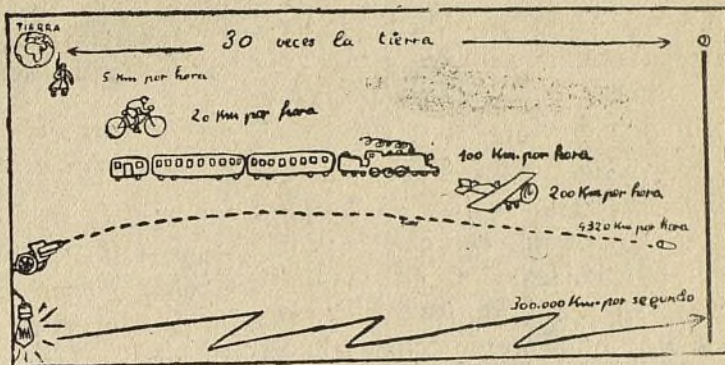 TIERRA
30 veces la tierra
5 Km por hora
20 Km por hora
100 Km. por hora
200 Km por hora
4320 Km por hora
300.000 Km. por segundo